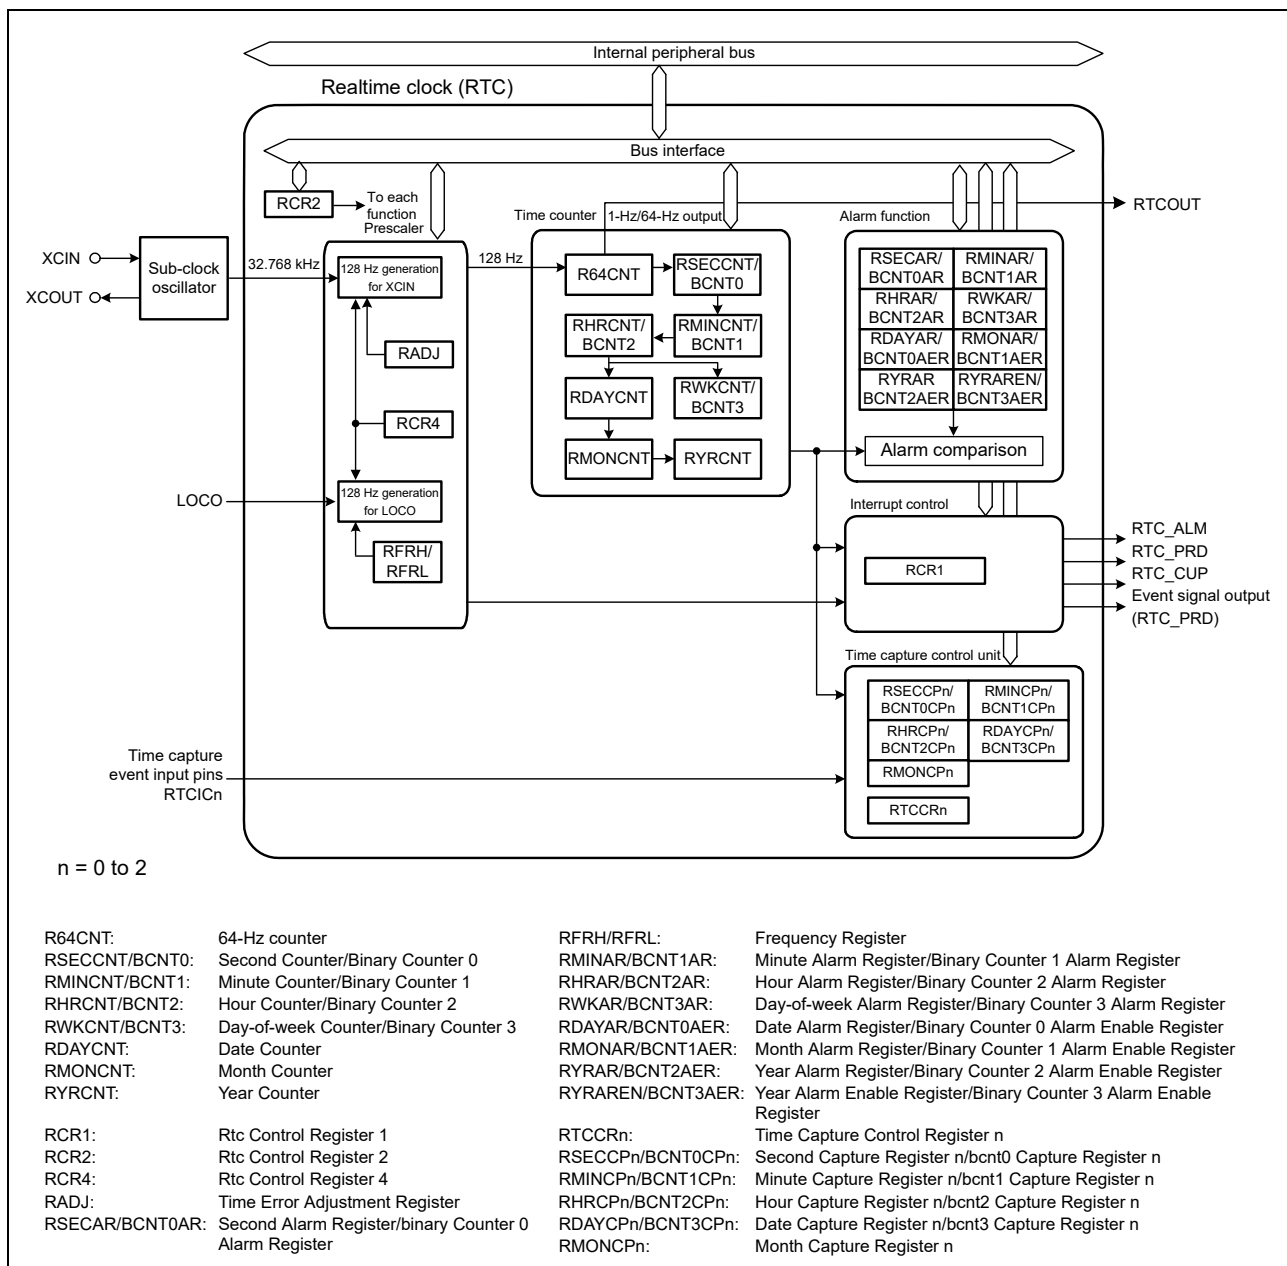 Internal peripheral bus
Realtime clock (RTC)
Bus interface
RCR2
To each
function
Prescaler
Time counter
1-Hz/64-Hz output
Alarm function
RTCOUT
XCIN
XCOUT
Sub-clock
oscillator
32.768 kHz
128 Hz generation
for XCIN
128 Hz
RADJ
RCR4
LOCO
128 Hz generation
for LOCO
RFRH/
RFRL
R64CNT
RSECCNT/
BCNT0
RHRCNT/
BCNT2
RMINCNT/
BCNT1
RDAYCNT
RWKCNT/
BCNT3
RMONCNT
RYRCNT
RSECAR/
BCNT0AR
RMINAR/
BCNT1AR
RHRAR/
BCNT2AR
RWKAR/
BCNT3AR
RDAYAR/
BCNT0AER
RMONAR/
BCNT1AER
RYRAR
BCNT2AER
RYRAREN/
BCNT3AER
Alarm comparison
Interrupt control
RCR1
RTC_ALM
RTC_PRD
RTC_CUP
Event signal output
(RTC_PRD)
Time capture control unit
RSECCPn/
BCNT0CPn
RMINCPn/
BCNT1CPn
RHRCPn/
BCNT2CPn
RDAYCPn/
BCNT3CPn
RMONCPn
RTCCRn
Time capture
event input pins
RTCICn
n = 0 to 2
R64CNT: 64-Hz counter
RSECCNT/BCNT0: Second Counter/Binary Counter 0
RMINCNT/BCNT1: Minute Counter/Binary Counter 1
RHRCNT/BCNT2: Hour Counter/Binary Counter 2
RWKCNT/BCNT3: Day-of-week Counter/Binary Counter 3
RDAYCNT: Date Counter
RMONCNT: Month Counter
RYRCNT: Year Counter
RCR1: Rtc Control Register 1
RCR2: Rtc Control Register 2
RCR4: Rtc Control Register 4
RADJ: Time Error Adjustment Register
RSECAR/BCNT0AR: Second Alarm Register/binary Counter 0
Alarm Register
RFRH/RFRL: Frequency Register
RMINAR/BCNT1AR: Minute Alarm Register/Binary Counter 1 Alarm Register
RHRAR/BCNT2AR: Hour Alarm Register/Binary Counter 2 Alarm Register
RWKAR/BCNT3AR: Day-of-week Alarm Register/Binary Counter 3 Alarm Register
RDAYAR/BCNT0AER: Date Alarm Register/Binary Counter 0 Alarm Enable Register
RMONAR/BCNT1AER: Month Alarm Register/Binary Counter 1 Alarm Enable Register
RYRAR/BCNT2AER: Year Alarm Register/Binary Counter 2 Alarm Enable Register
RYRAREN/BCNT3AER: Year Alarm Enable Register/Binary Counter 3 Alarm Enable
Register
RTCCRn: Time Capture Control Register n
RSECCPn/BCNT0CPn: Second Capture Register n/bcnt0 Capture Register n
RMINCPn/BCNT1CPn: Minute Capture Register n/bcnt1 Capture Register n
RHRCPn/BCNT2CPn: Hour Capture Register n/bcnt2 Capture Register n
RDAYCPn/BCNT3CPn: Date Capture Register n/bcnt3 Capture Register n
RMONCPn: Month Capture Register n